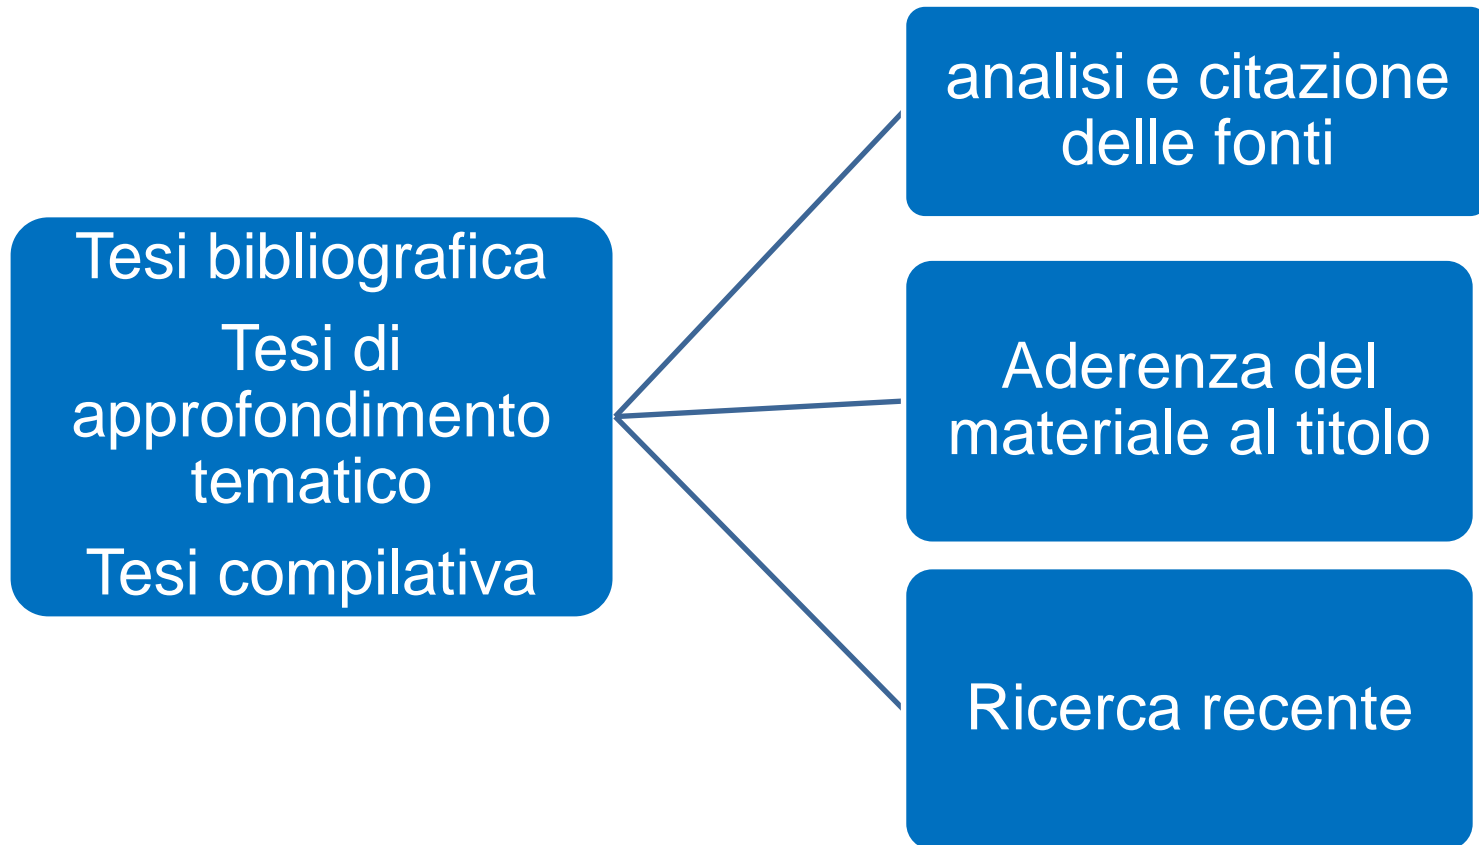 Tesi bibliografica
Tesi di
approfondimento
tematico
Tesi compilativa
analisi e citazione
delle fonti
Aderenza del
materiale al titolo
Ricerca recente